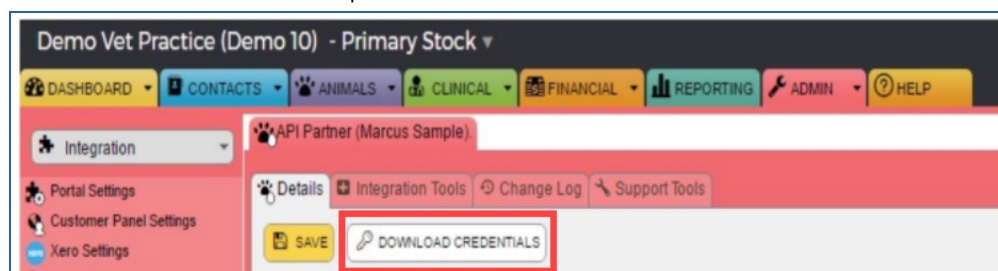 Demo Vet Practice (Demo 10) - Primary Stock
DASHBOARD CONTACTS ANIMALS CLINICAL FINANCIAL REPORTING ADMIN HELP
Integration
API Partner (Marcus Sample).
Portal Settings
Details Integration Tools Change Log Support Tools
Customer Panel Settings
SAVE DOWNLOAD CREDENTIALS
Xero Settings